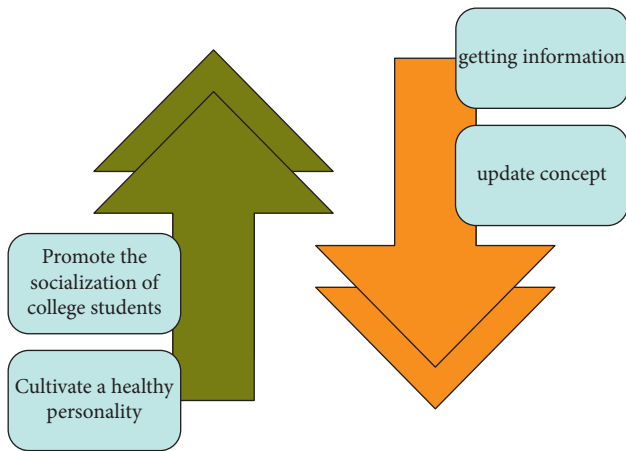 getting information
update concept
Promote the
socialization of
college students
Cultivate a healthy
personality